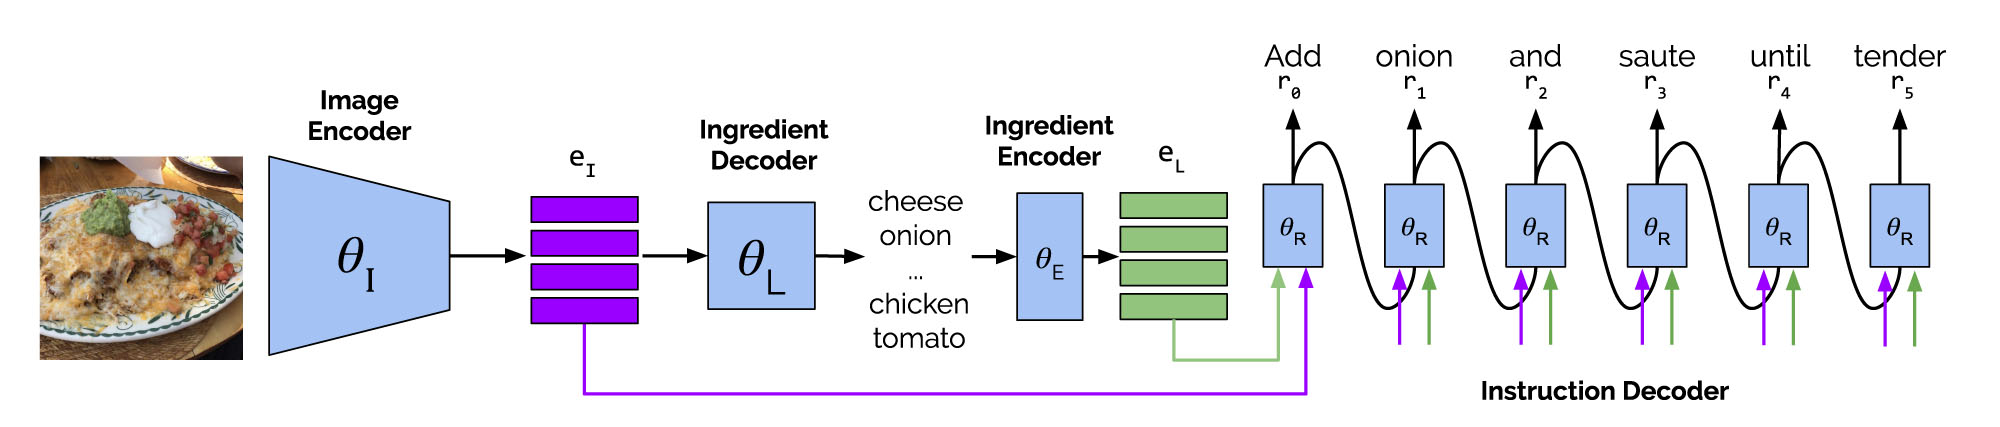 Image
Encoder
θI
eI
Ingredient
Decoder
θL
cheese
onion
...
chicken
tomato
Ingredient
Encoder
θE
eL
Add onion and saute until tender
r0 r1 r2 r3 r4 r5
θR θR θR θR θR θR
Instruction Decoder